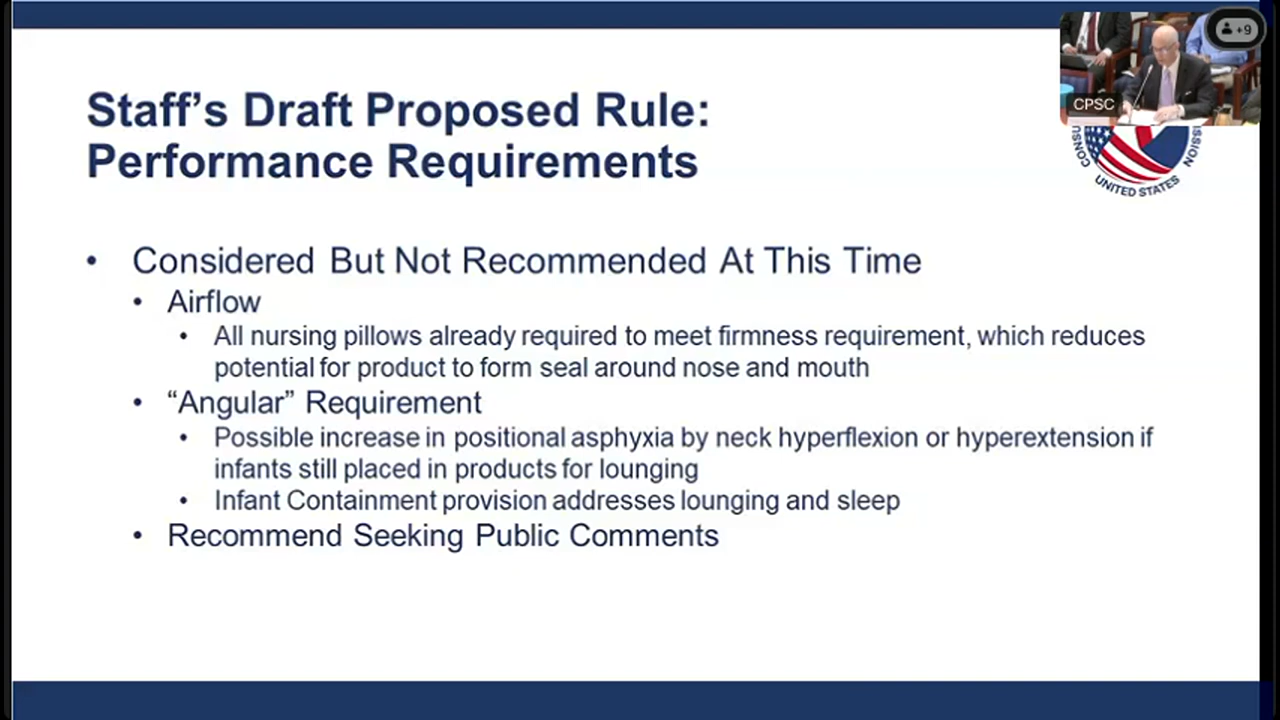 +9
CPSC
Staff’s Draft Proposed Rule:
Performance Requirements
UNITED STATES
• Considered But Not Recommended At This Time
• Airflow
• All nursing pillows already required to meet firmness requirement, which reduces
potential for product to form seal around nose and mouth
• “Angular” Requirement
• Possible increase in positional asphyxia by neck hyperflexion or hyperextension if
infants still placed in products for lounging
• Infant Containment provision addresses lounging and sleep
• Recommend Seeking Public Comments